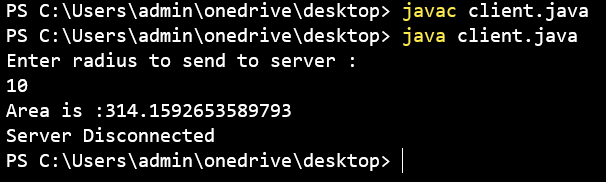 PS C:\Users\admin\onedrive\desktop> javac client.java
PS C:\Users\admin\onedrive\desktop> java client.java
Enter radius to send to server :
10
Area is :314.1592653589793
Server Disconnected
PS C:\Users\admin\onedrive\desktop>